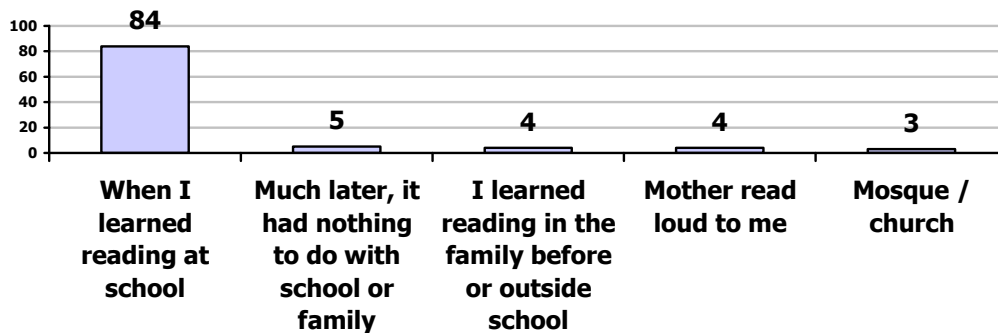 100
80
60
40
20
0
84
5
4
4
3
When I
learned
reading at
school
Much later, it
had nothing
to do with
school or
family
I learned
reading in the
family before
or outside
school
Mother read
loud to me
Mosque /
church